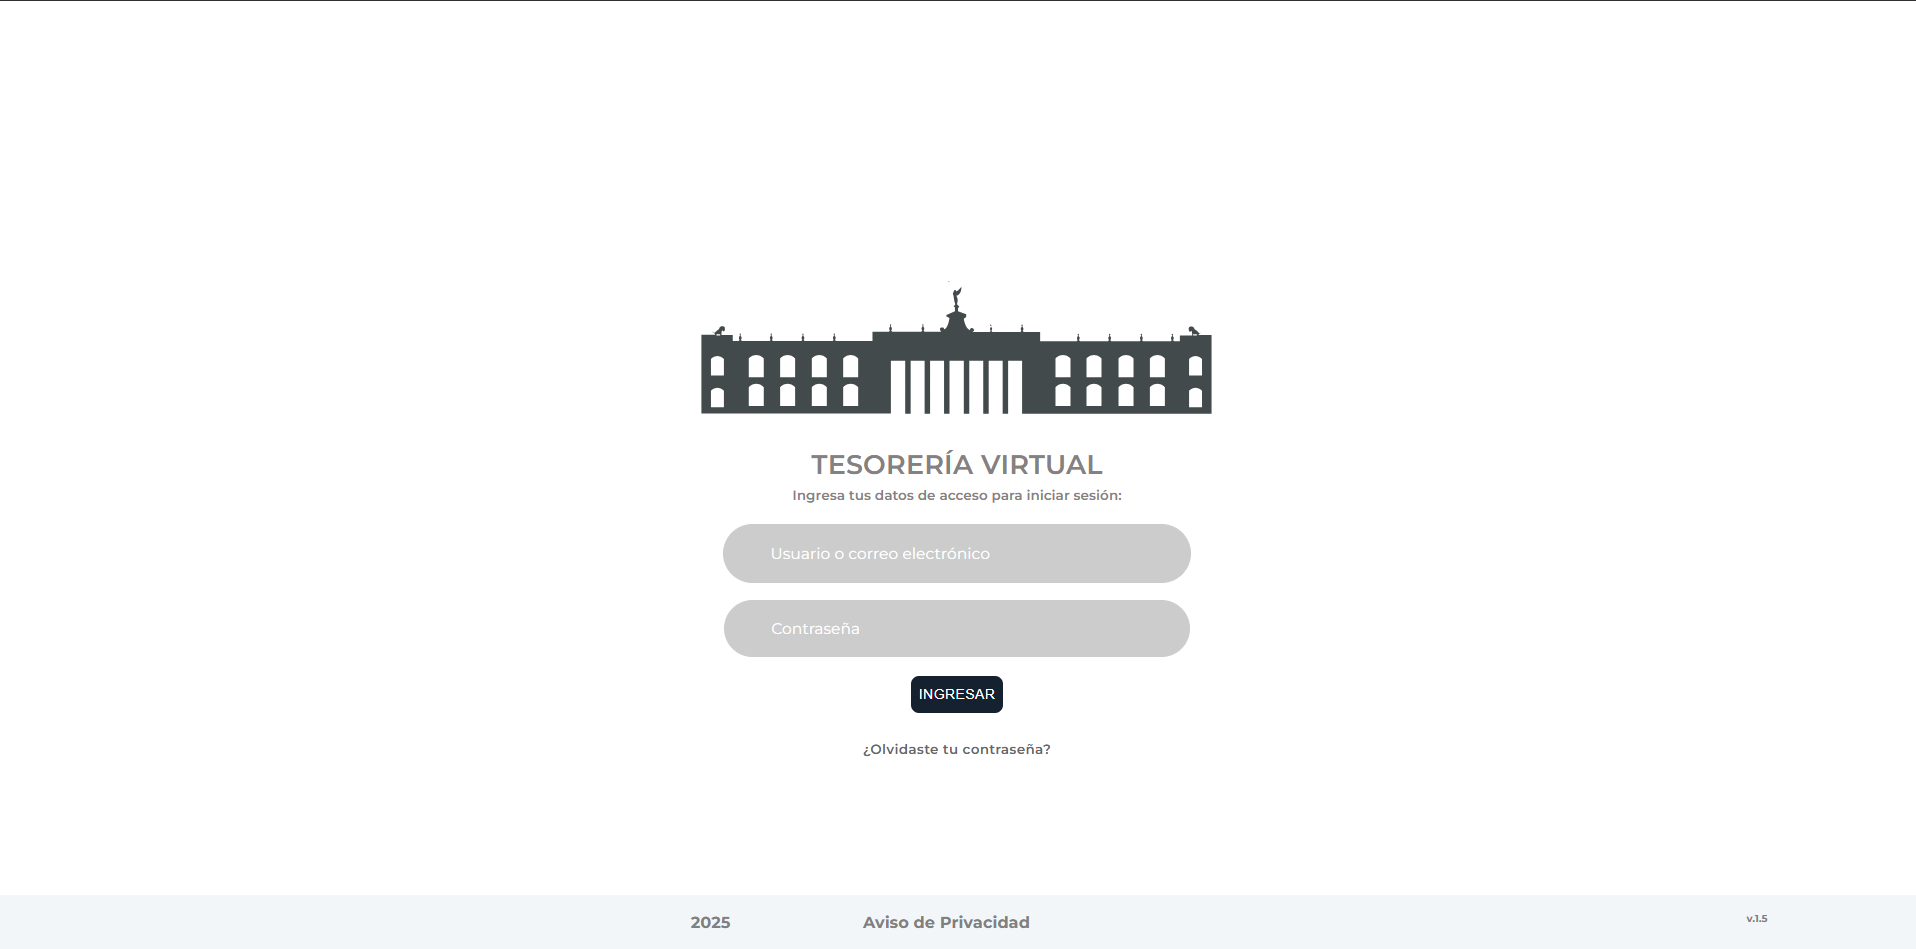 TESORERÍA VIRTUAL
Ingresa tus datos de acceso para iniciar sesión:
Usuario o correo electrónico
Contraseña
INGRESAR
¿Olvidaste tu contraseña?
2025 Aviso de Privacidad v.1.5